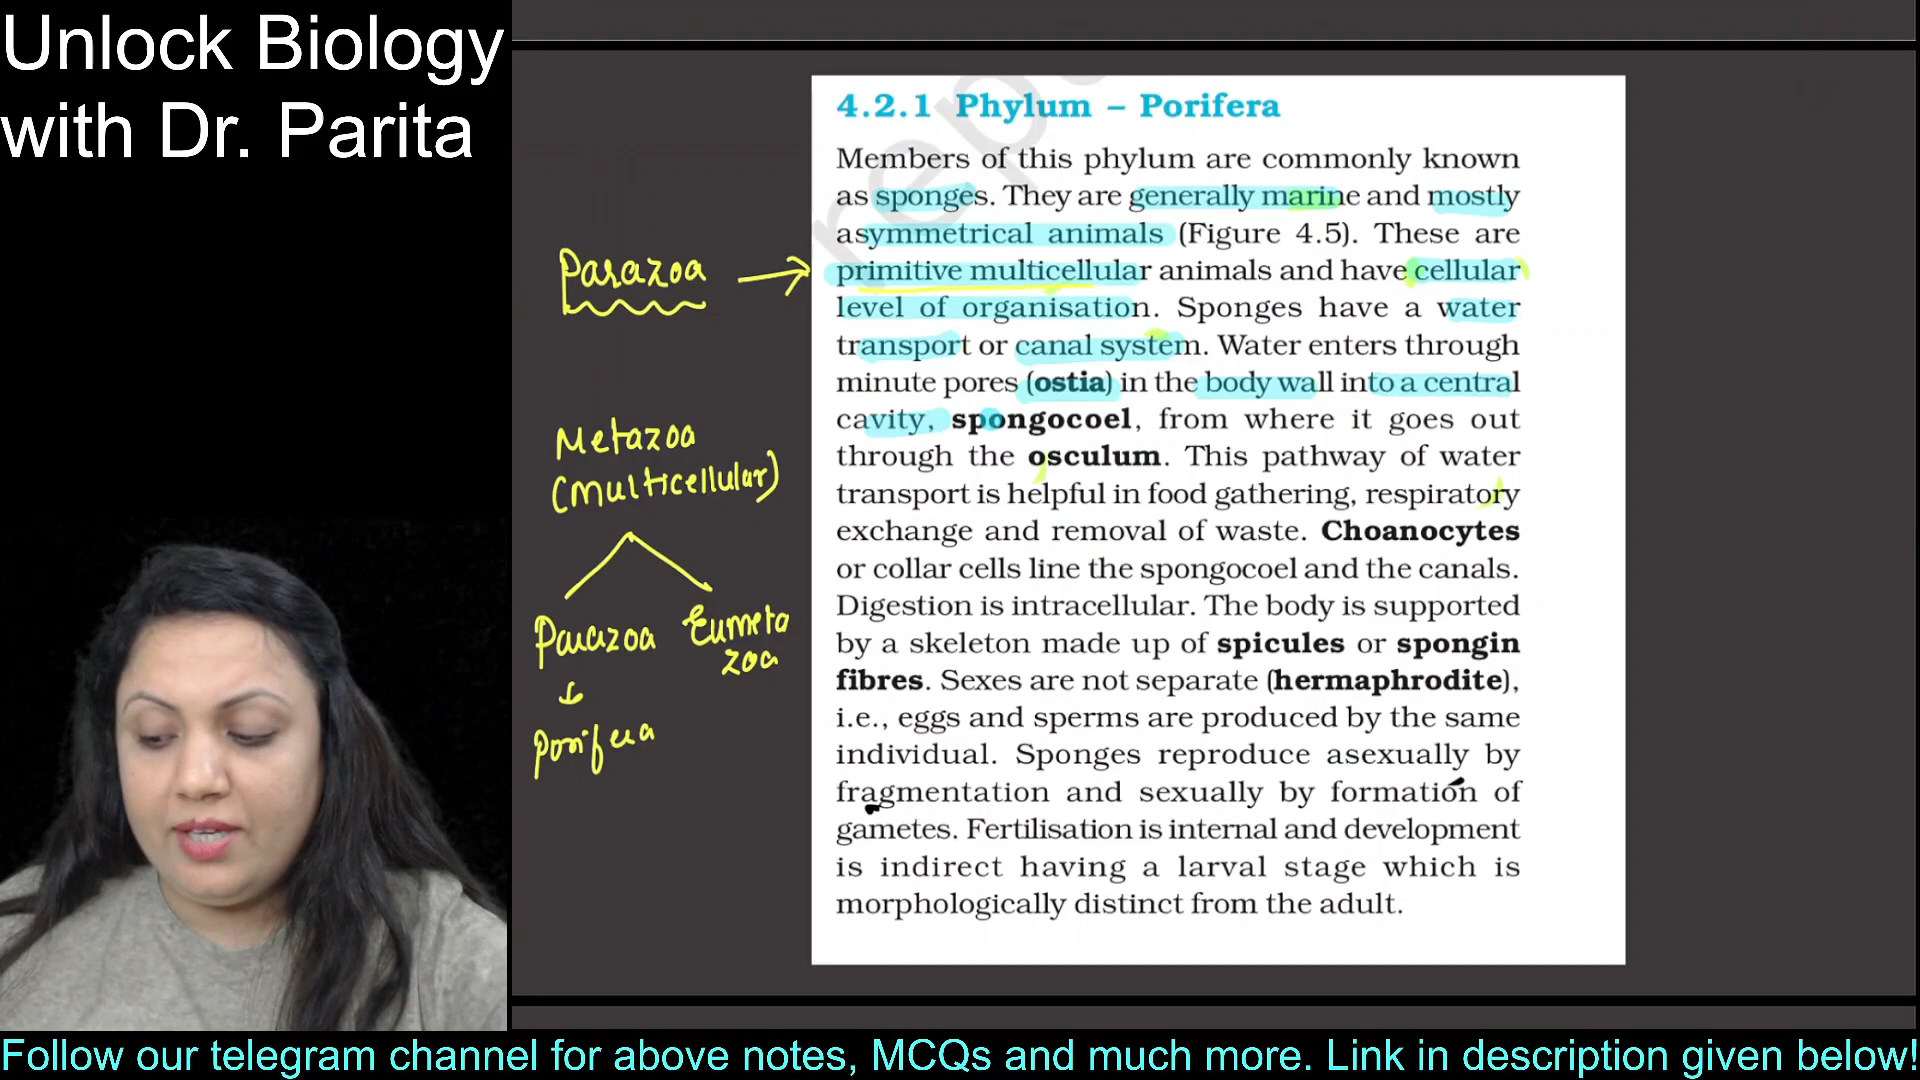 Unlock Biology
with Dr. Parita
4.2.1 Phylum – Porifera
Members of this phylum are commonly known
as sponges. They are generally marine and mostly
asymmetrical animals (Figure 4.5). These are
primitive multicellular animals and have cellular
level of organisation. Sponges have a water
transport or canal system. Water enters through
minute pores (ostia) in the body wall into a central
cavity, spongocoel, from where it goes out
through the osculum. This pathway of water
transport is helpful in food gathering, respiratory
exchange and removal of waste. Choanocytes
or collar cells line the spongocoel and the canals.
Digestion is intracellular. The body is supported
by a skeleton made up of spicules or spongin
fibres. Sexes are not separate (hermaphrodite),
i.e., eggs and sperms are produced by the same
individual. Sponges reproduce asexually by
fragmentation and sexually by formation of
gametes. Fertilisation is internal and development
is indirect having a larval stage which is
morphologically distinct from the adult.
Parazoa
Metazoa
(Multicellular)
Parazoa Eumeta
zoa
Porifera
Follow our telegram channel for above notes, MCQs and much more. Link in description given below!